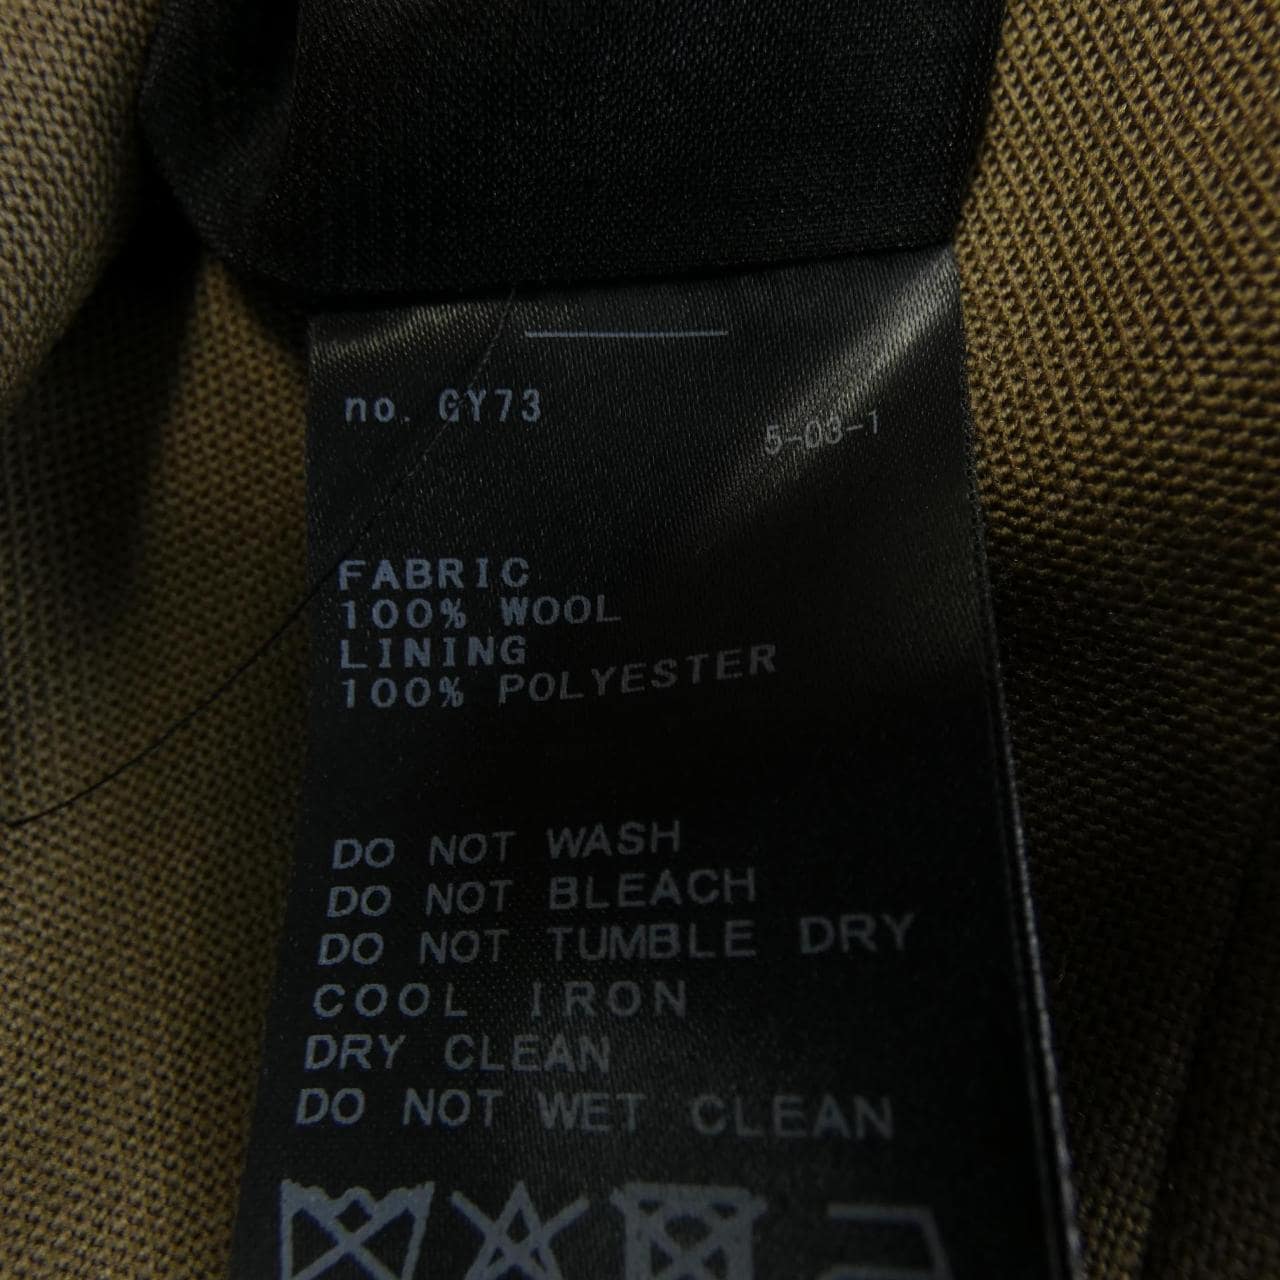 no. GY73
5-03-1
FABRIC
100% WOOL
LINING
100% POLYESTER
DO NOT WASH
DO NOT BLEACH
DO NOT TUMBLE DRY
COOL IRON
DRY CLEAN
DO NOT WET CLEAN